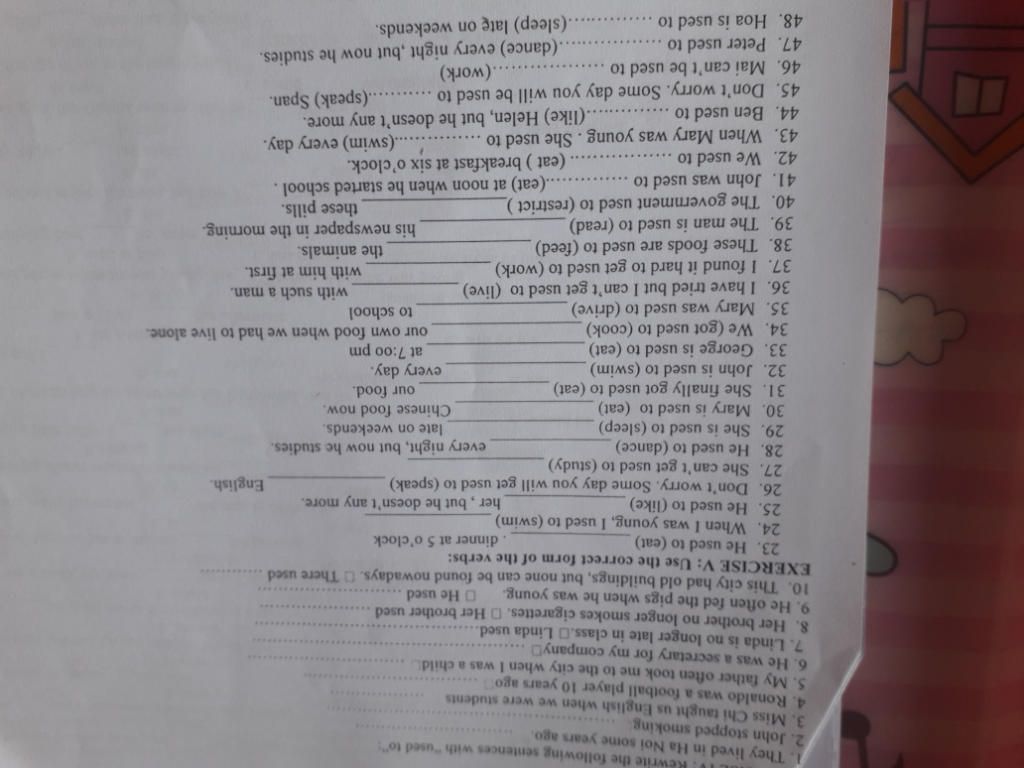 IV: Rewrite the following sentences with "used to":
1. They lived in Ha Noi some years ago. ..............................
2. John stopped smoking ..............................
3. Miss Chi taught us English when we were students ..............................
4. Ronaldo was a football player 10 years ago□ ..............................
5. My father often took me to the city when I was a child□ ..............................
6. He was a secretary for my company□ ..............................
7. Linda is no longer late in class.□ Linda used ..............................
8. Her brother no longer smokes cigarettes. □ Her brother used ..............................
9. He often fed the pigs when he was young. □ He used ..............................
10. This city had old buildings, but none can be found nowadays. □ There used ...............
EXERCISE V: Use the correct form of the verbs:
23. He used to (eat) ______________ . dinner at 5 o'clock
24. When I was young, I used to (swim) ______________
25. He used to (like) ______________ her , but he doesn't any more.
26. Don't worry. Some day you will get used to (speak) ______________ English.
27. She can't get used to (study) ______________
28. He used to (dance) ______________ every night, but now he studies.
29. She is used to (sleep) ______________ late on weekends.
30. Mary is used to (eat) ______________ Chinese food now.
31. She finally got used to (eat) ______________ our food.
32. John is used to (swim) ______________ every day.
33. George is used to (eat) ______________ at 7:00 pm
34. We (got used to (cook) ______________ our own food when we had to live alone.
35. Mary was used to (drive) ______________ to school
36. I have tried but I can't get used to (live) ______________ with such a man.
37. I found it hard to get used to (work) ______________ with him at first.
38. These foods are used to (feed) ______________ the animals.
39. The man is used to (read) ______________ his newspaper in the morning.
40. The government used to (restrict ) ______________ these pills.
41. John was used to ..............(eat) at noon when he started school .
42. We used to .................. (eat ) breakfast at six o'clock.
43. When Mary was young . She used to ...............(swim) every day.
44. Ben used to ...............(like) Helen, but he doesn't any more.
45. Don't worry. Some day you will be used to ...........(speak) Span.
46. Mai can't be used to ....................(work)
47. Peter used to ..................(dance) every night ,but now he studies.
48. Hoa is used to ...............(sleep) late on weekends.